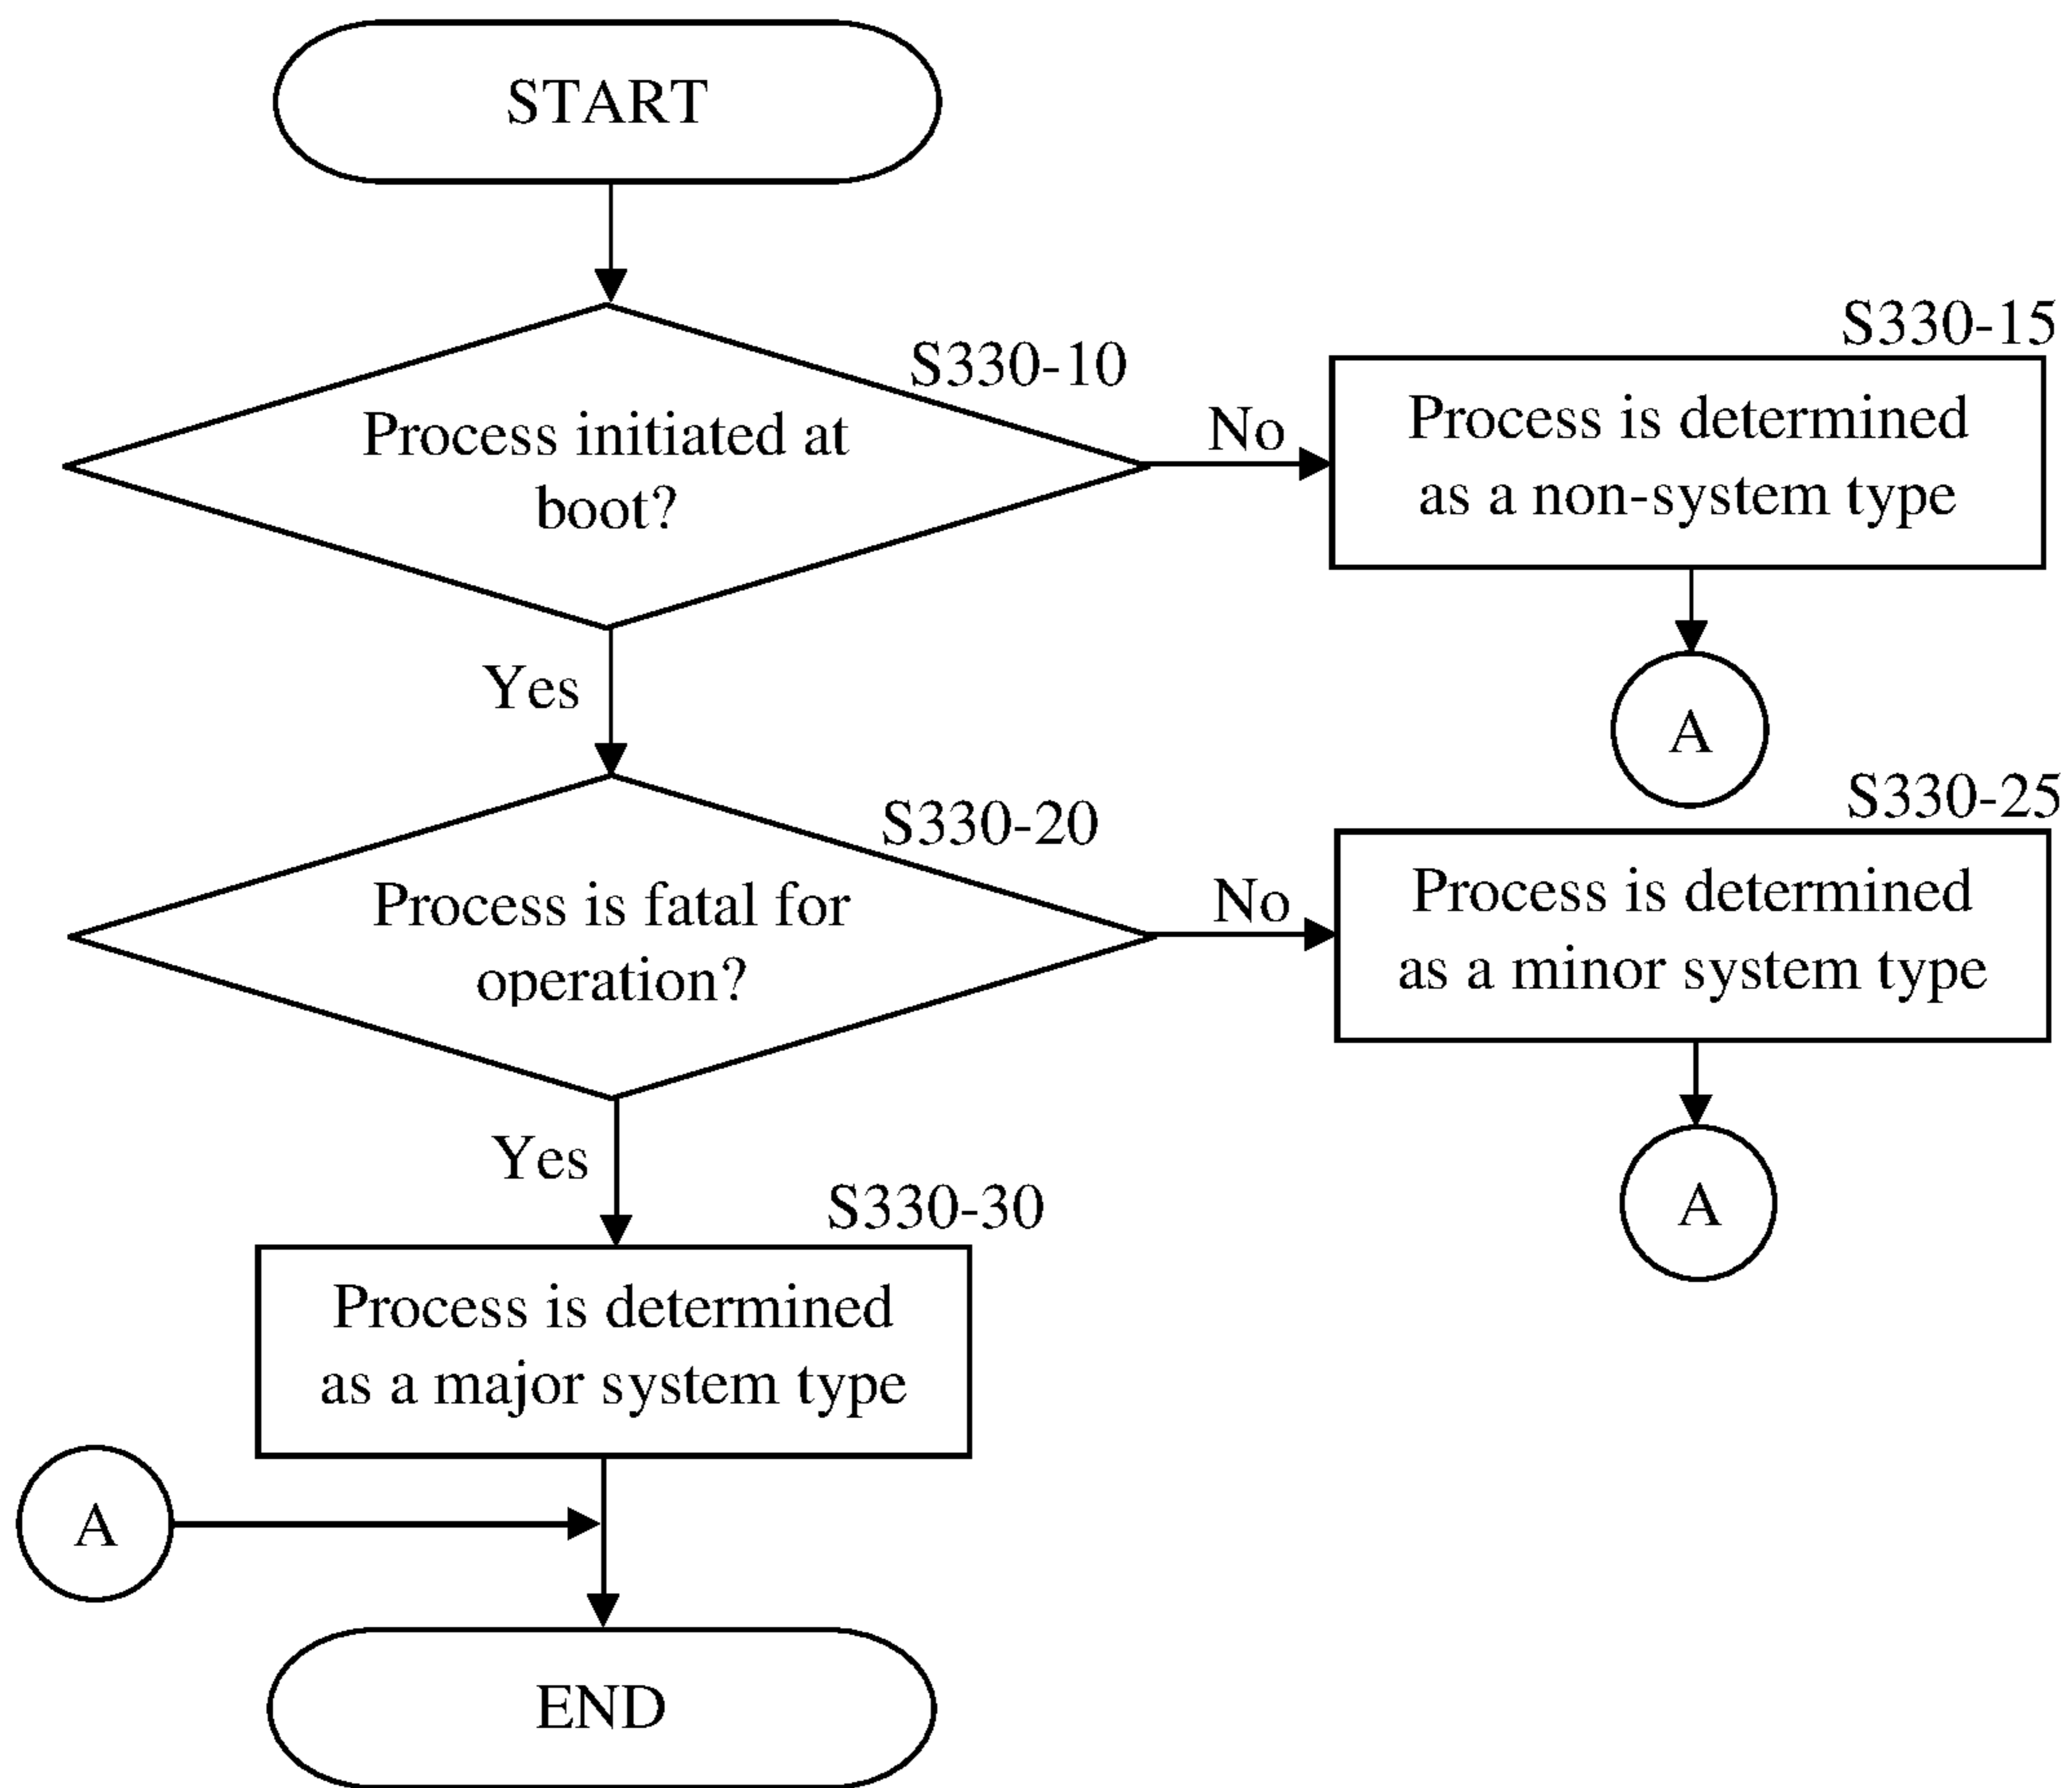 START
S330-10
Process initiated at
boot?
No
S330-15
Process is determined
as a non-system type
A
Yes
S330-20
Process is fatal for
operation?
No
S330-25
Process is determined
as a minor system type
A
Yes
S330-30
Process is determined
as a major system type
A
END